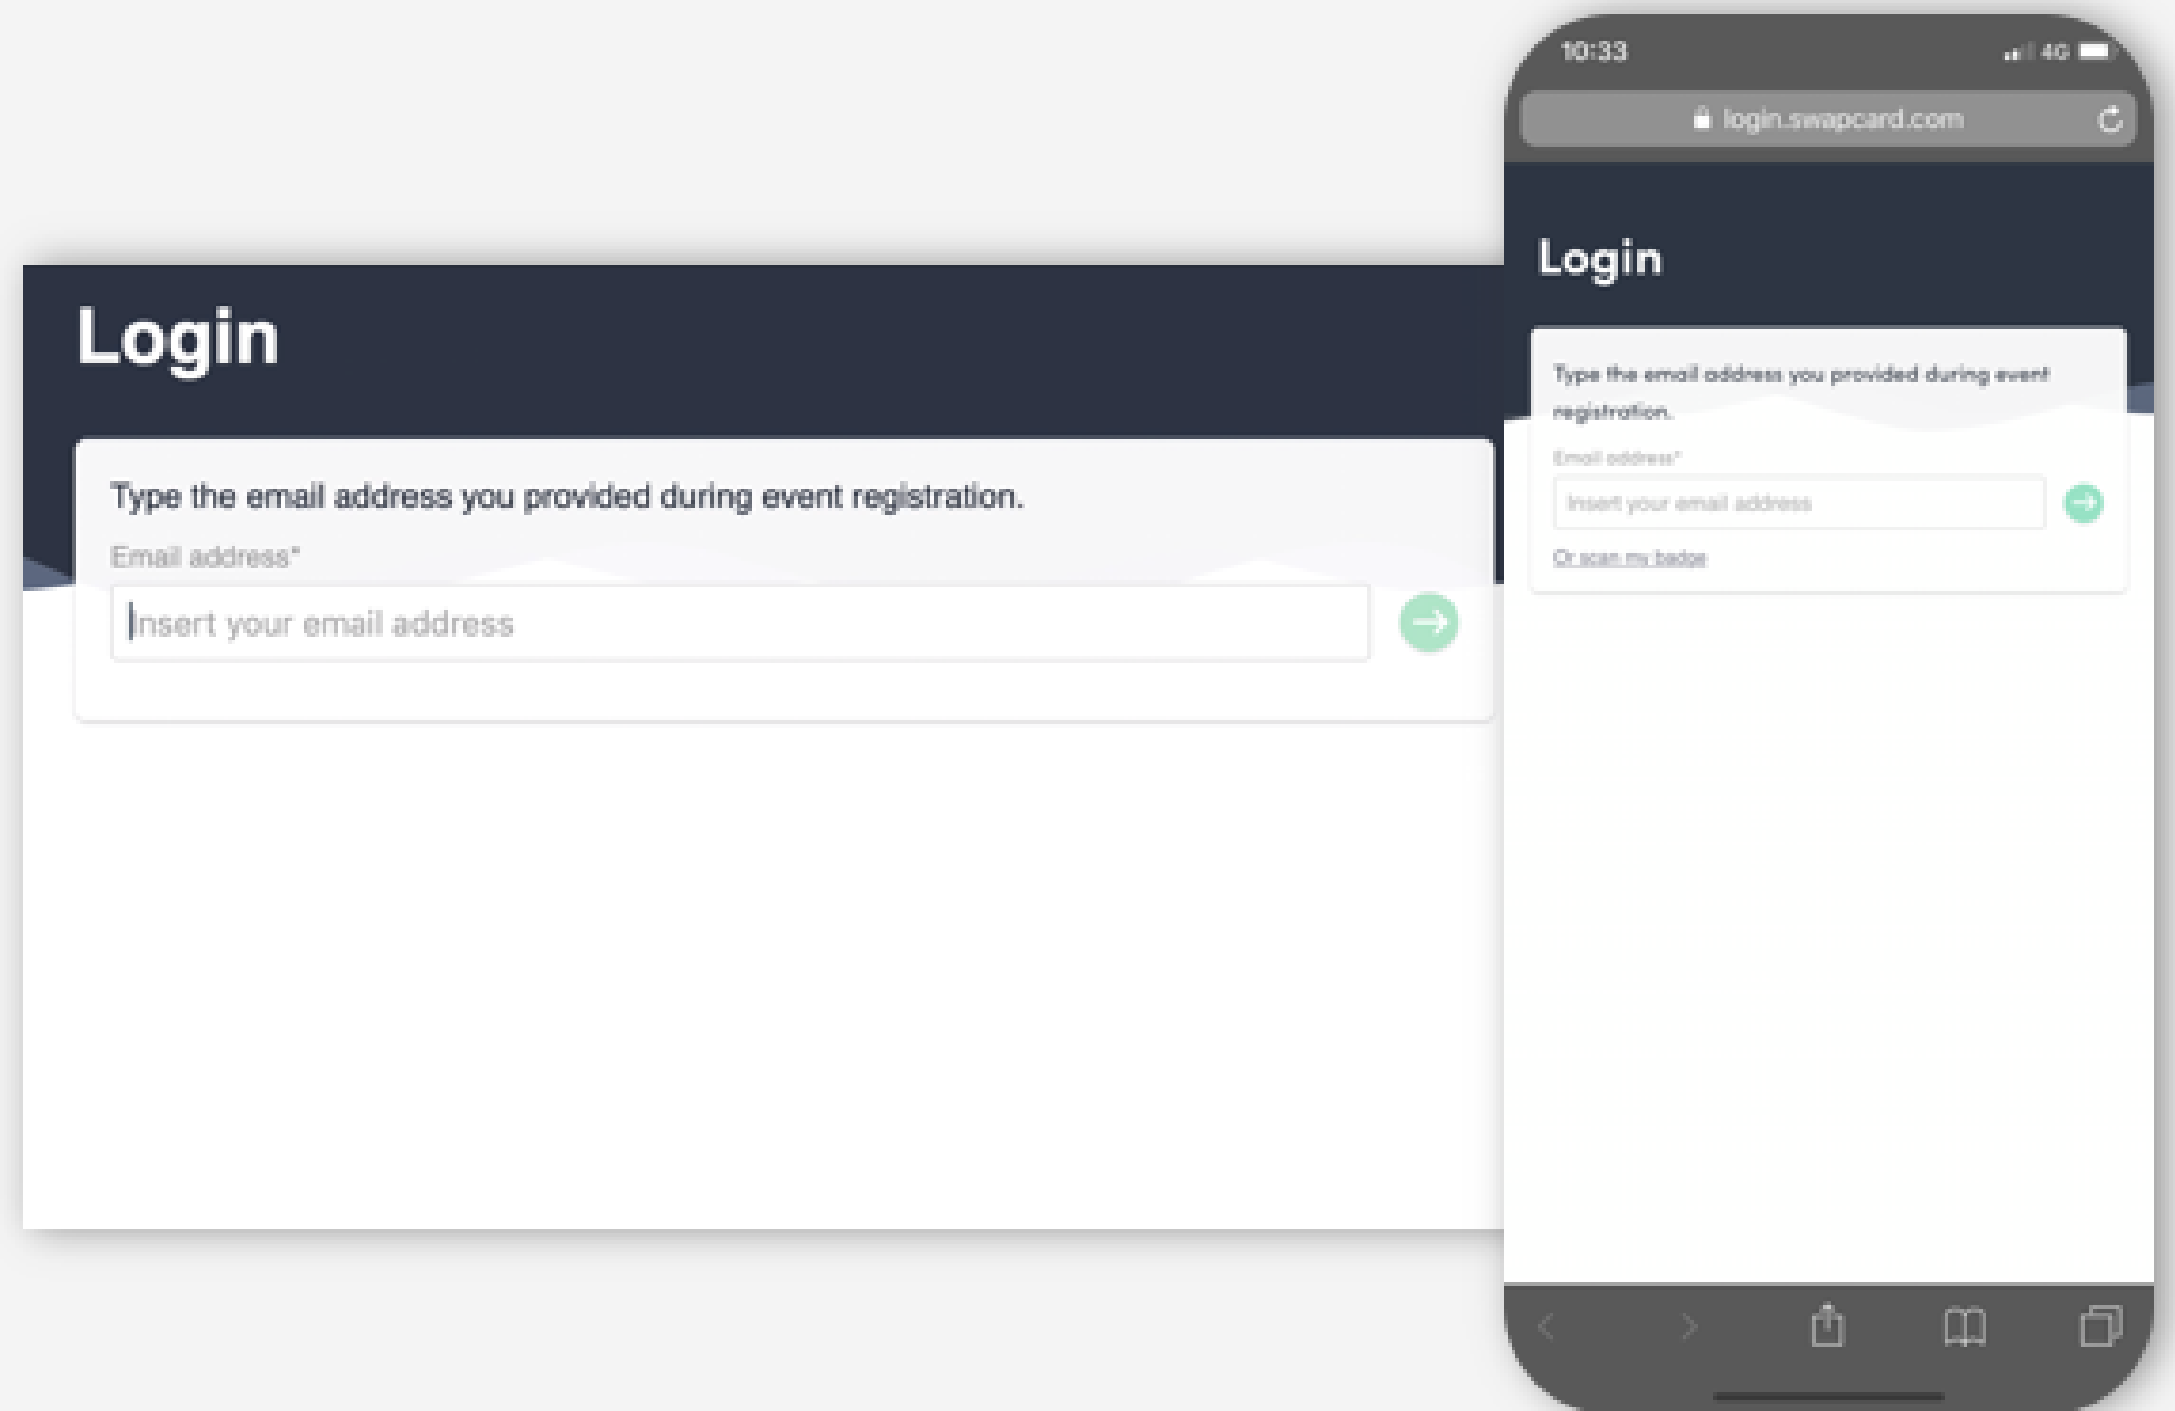 Login
Type the email address you provided during event registration.
Email address*
Insert your email address
10:33
4G
login.swapcard.com
Login
Type the email address you provided during event
registration.
Email address*
Insert your email address
Or scan my badge